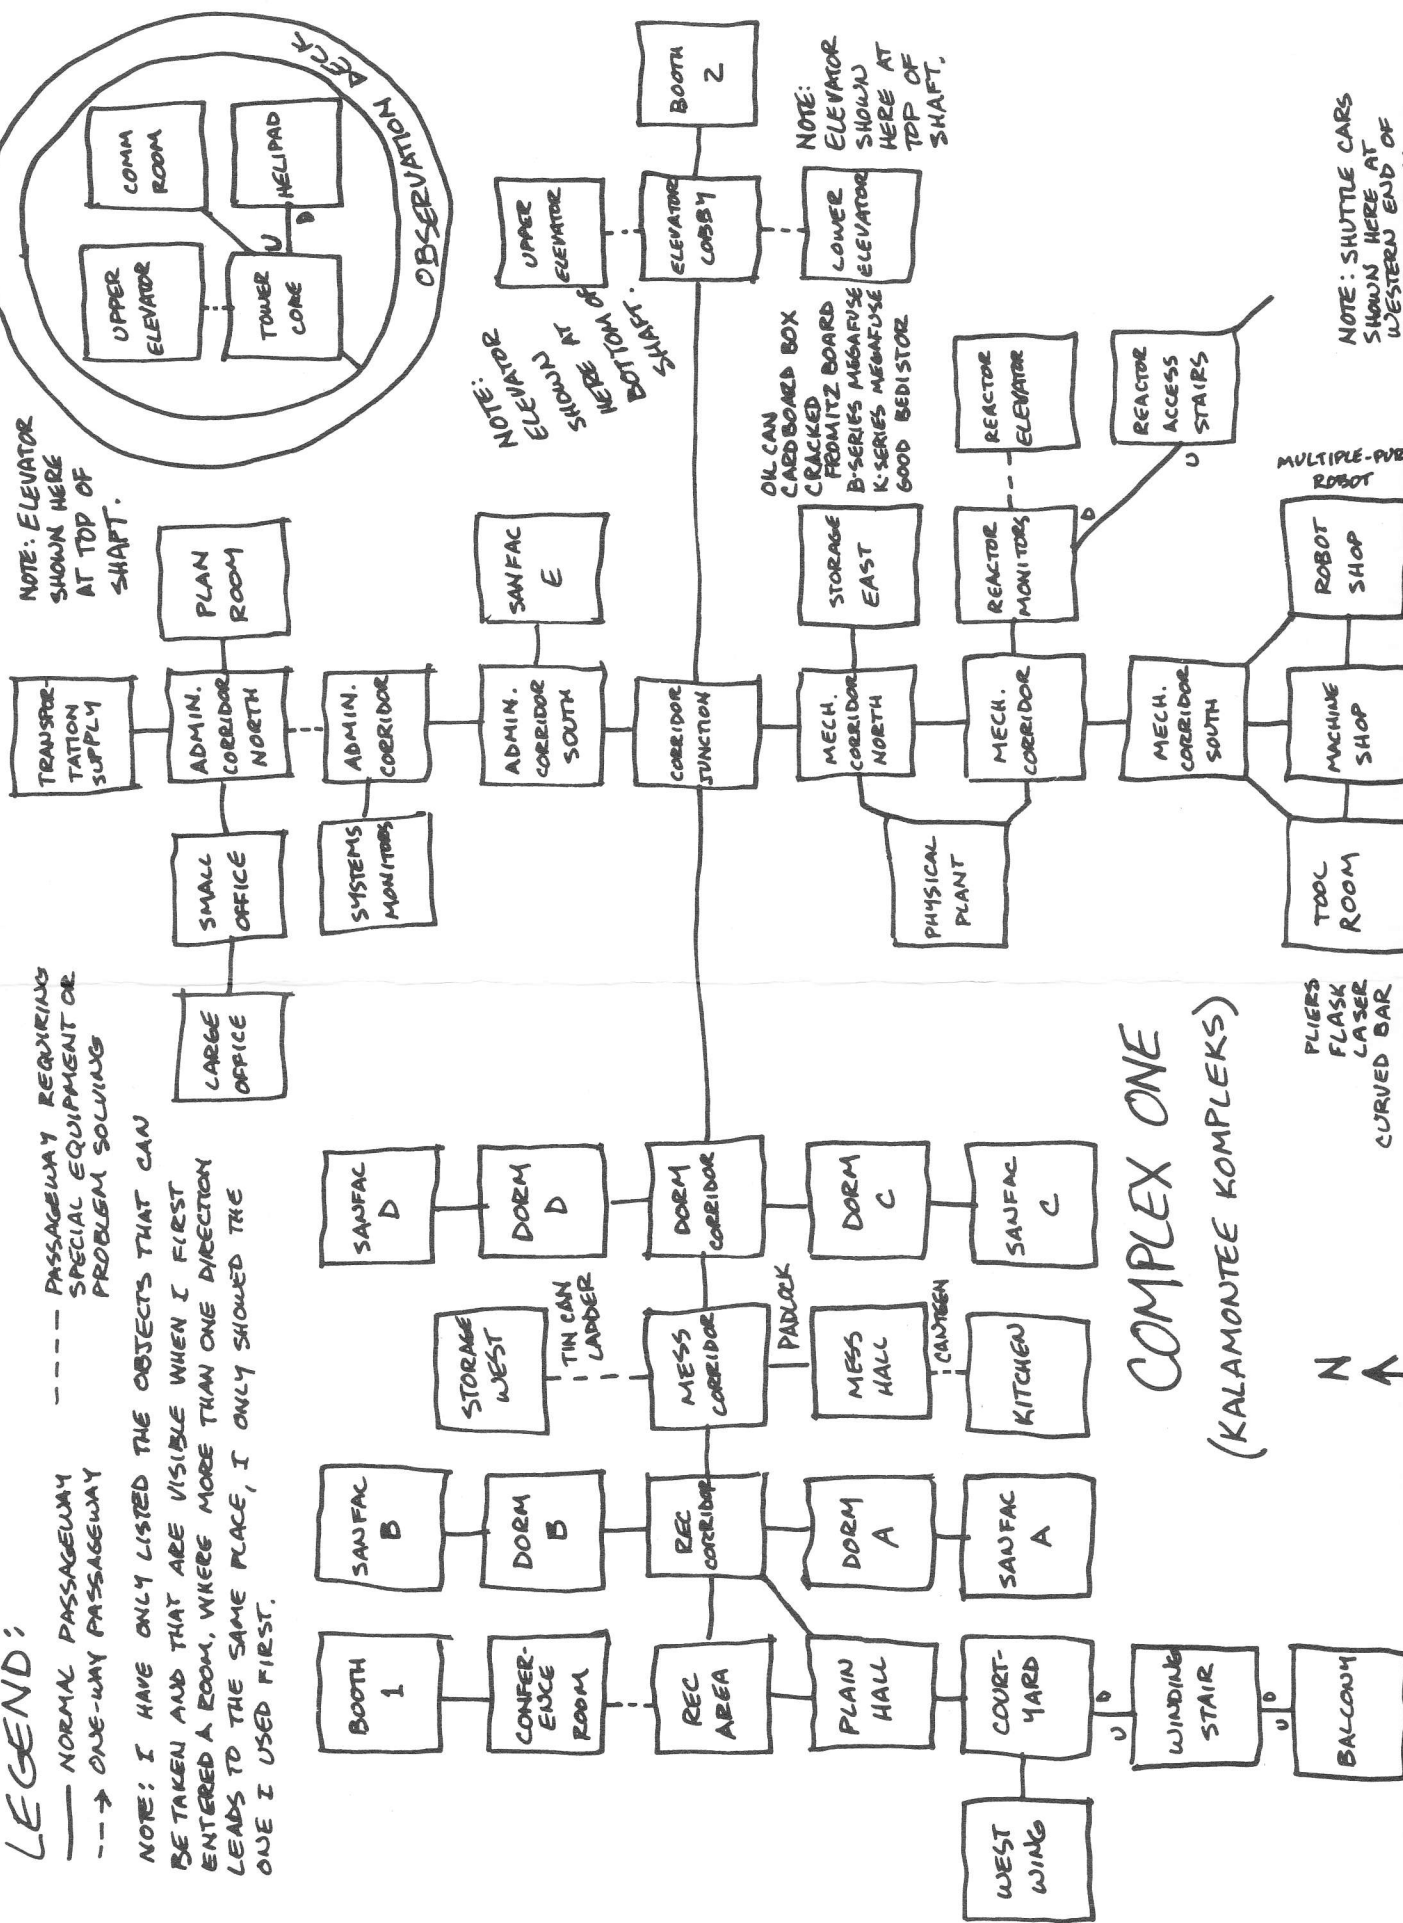 LEGEND:
NORMAL PASSAGEWAY
ONE-WAY PASSAGEWAY
PASSAGEWAY REQUIRING
SPECIAL EQUIPMENT OR
PROBLEM SOLVING
NOTE: I HAVE ONLY LISTED THE OBJECTS THAT CAN
BE TAKEN AND THAT ARE VISIBLE WHEN I FIRST
ENTERED A ROOM. WHERE MORE THAN ONE DIRECTION
LEADS TO THE SAME PLACE, I ONLY SHOWED THE
ONE I USED FIRST.
NOTE: ELEVATOR
SHOWN HERE
AT TOP OF
SHAFT.
UPPER
ELEVATOR
COMM
ROOM
TOWER
CORE
U
D
HELIPAD
OBSERVATION DECK
TRANSPOR-
TATION
SUPPLY
LARGE
OFFICE
SMALL
OFFICE
ADMIN.
CORRIDOR
NORTH
PLAN
ROOM
SYSTEMS
MONITORS
ADMIN.
CORRIDOR
ADMIN.
CORRIDOR
SOUTH
SANFAC
E
NOTE:
ELEVATOR
SHOWN
HERE AT
BOTTOM OF
SHAFT.
UPPER
ELEVATOR
BOOTH
1
SANFAC
B
SANFAC
D
CONFER-
ENCE
ROOM
DORM
B
STORAGE
WEST
DORM
D
TIN CAN
LADDER
REC
AREA
REC
CORRIDOR
MESS
CORRIDOR
DORM
CORRIDOR
CORRIDOR
JUNCTION
ELEVATOR
LOBBY
BOOTH
2
PADLOCK
PLAIN
HALL
DORM
A
MESS
HALL
DORM
C
MECH.
CORRIDOR
NORTH
STORAGE
EAST
OIL CAN
CARDBOARD BOX
CRACKED
FROMITZ BOARD
B-SERIES MEGAFUSE
K-SERIES MEGAFUSE
GOOD BEDISTOR
LOWER
ELEVATOR
NOTE:
ELEVATOR
SHOWN
HERE AT
TOP OF
SHAFT.
CANTEEN
WEST
WING
COURT-
YARD
SANFAC
A
KITCHEN
SANFAC
C
PHYSICAL
PLANT
MECH.
CORRIDOR
REACTOR
MONITORS
REACTOR
ELEVATOR
D
U
D
U
REACTOR
ACCESS
STAIRS
WINDING
STAIR
MECH.
CORRIDOR
SOUTH
U
D
BALCONY
COMPLEX ONE
(KALAMONTEE KOMPLEKS)
N
PLIERS
FLASK
LASER
CURVED BAR
TOOL
ROOM
MACHINE
SHOP
ROBOT
SHOP
MULTIPLE-PUR
ROBOT
NOTE: SHUTTLE CARS
SHOWN HERE AT
WESTERN END OF